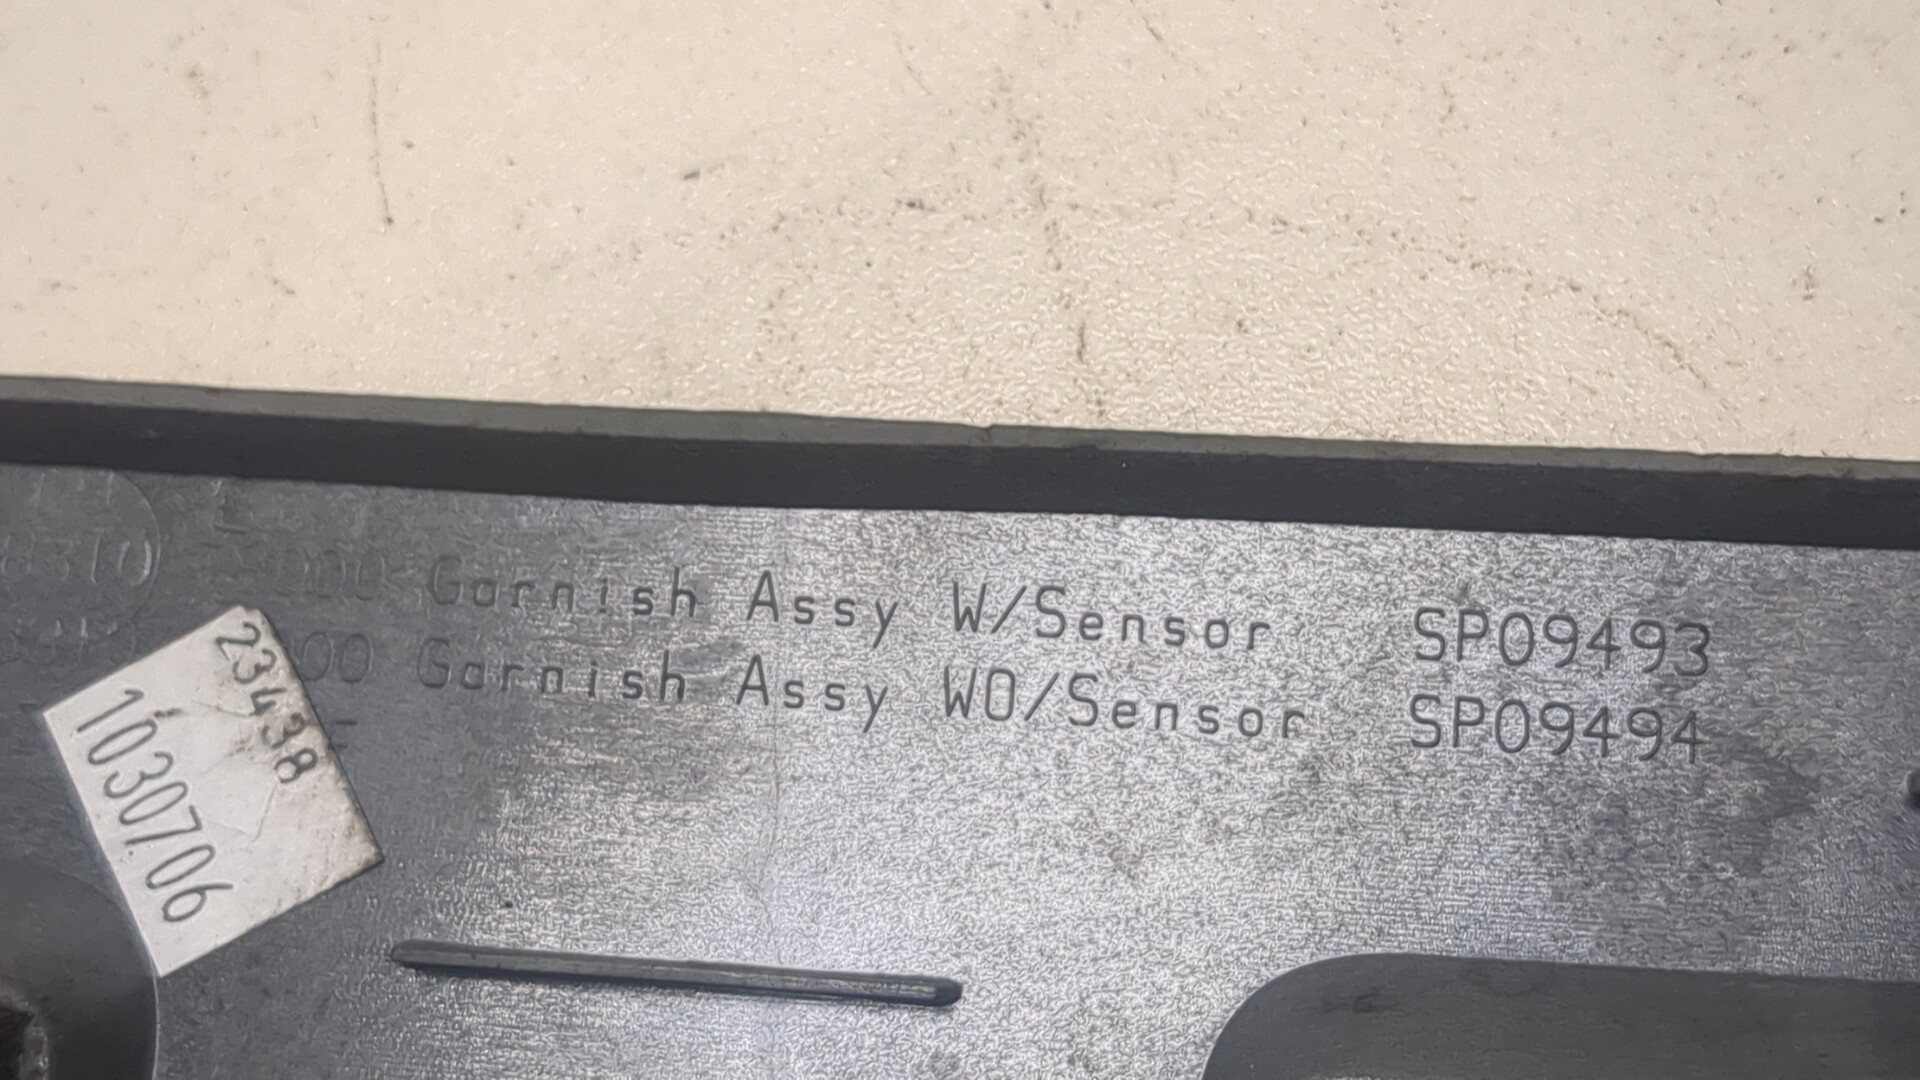 Garnish Assy W/Sensor SP09493
Garnish Assy WO/Sensor SP09494
23438
1030706